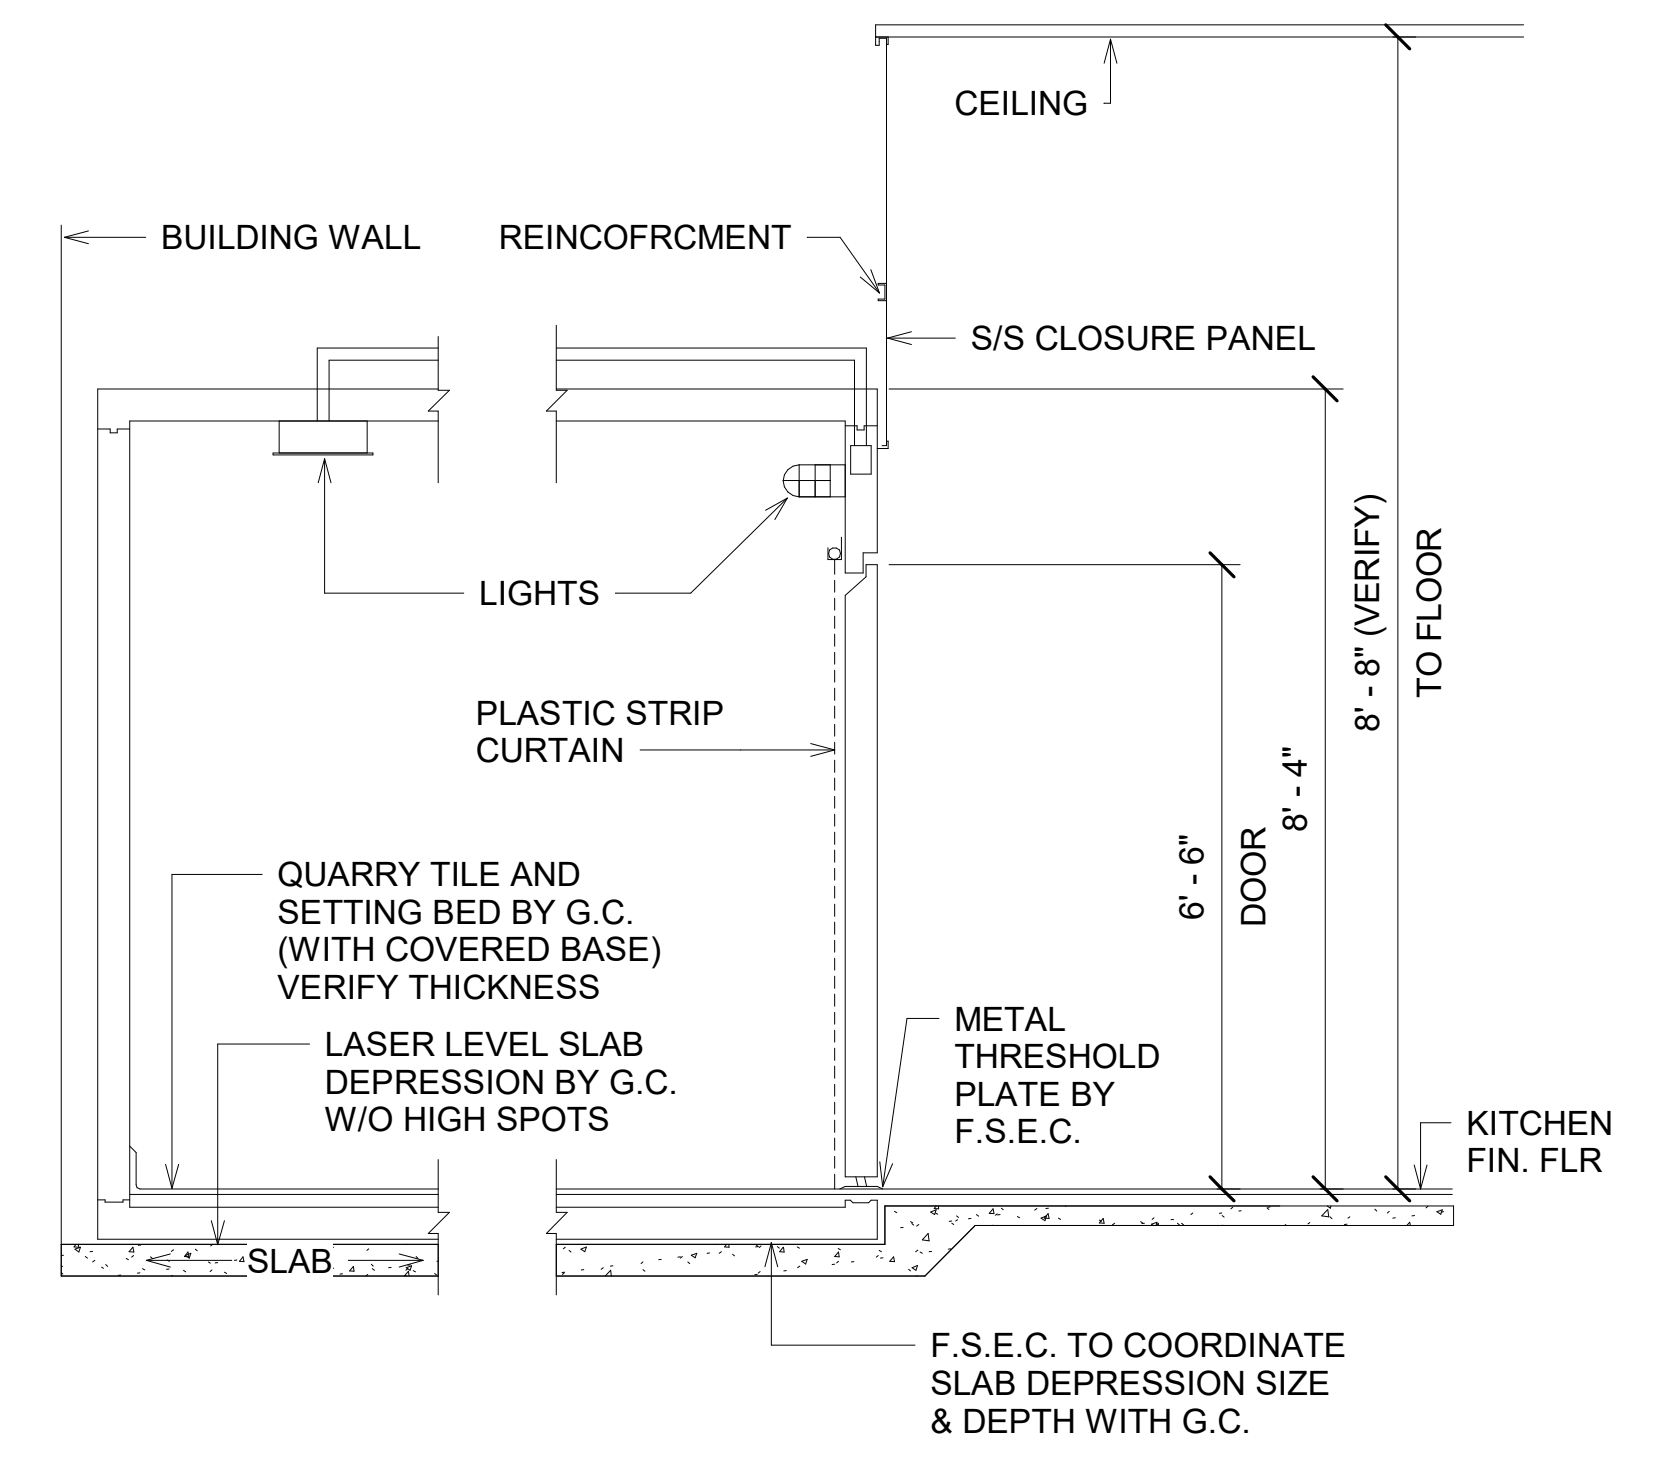 CEILING
BUILDING WALL
REINCOFRCMENT
S/S CLOSURE PANEL
LIGHTS
8' - 8" (VERIFY)
TO FLOOR
PLASTIC STRIP
CURTAIN
8' - 4"
6' - 6"
DOOR
QUARRY TILE AND
SETTING BED BY G.C.
(WITH COVERED BASE)
VERIFY THICKNESS
LASER LEVEL SLAB
DEPRESSION BY G.C.
W/O HIGH SPOTS
METAL
THRESHOLD
PLATE BY
F.S.E.C.
KITCHEN
FIN. FLR
SLAB
F.S.E.C. TO COORDINATE
SLAB DEPRESSION SIZE
& DEPTH WITH G.C.